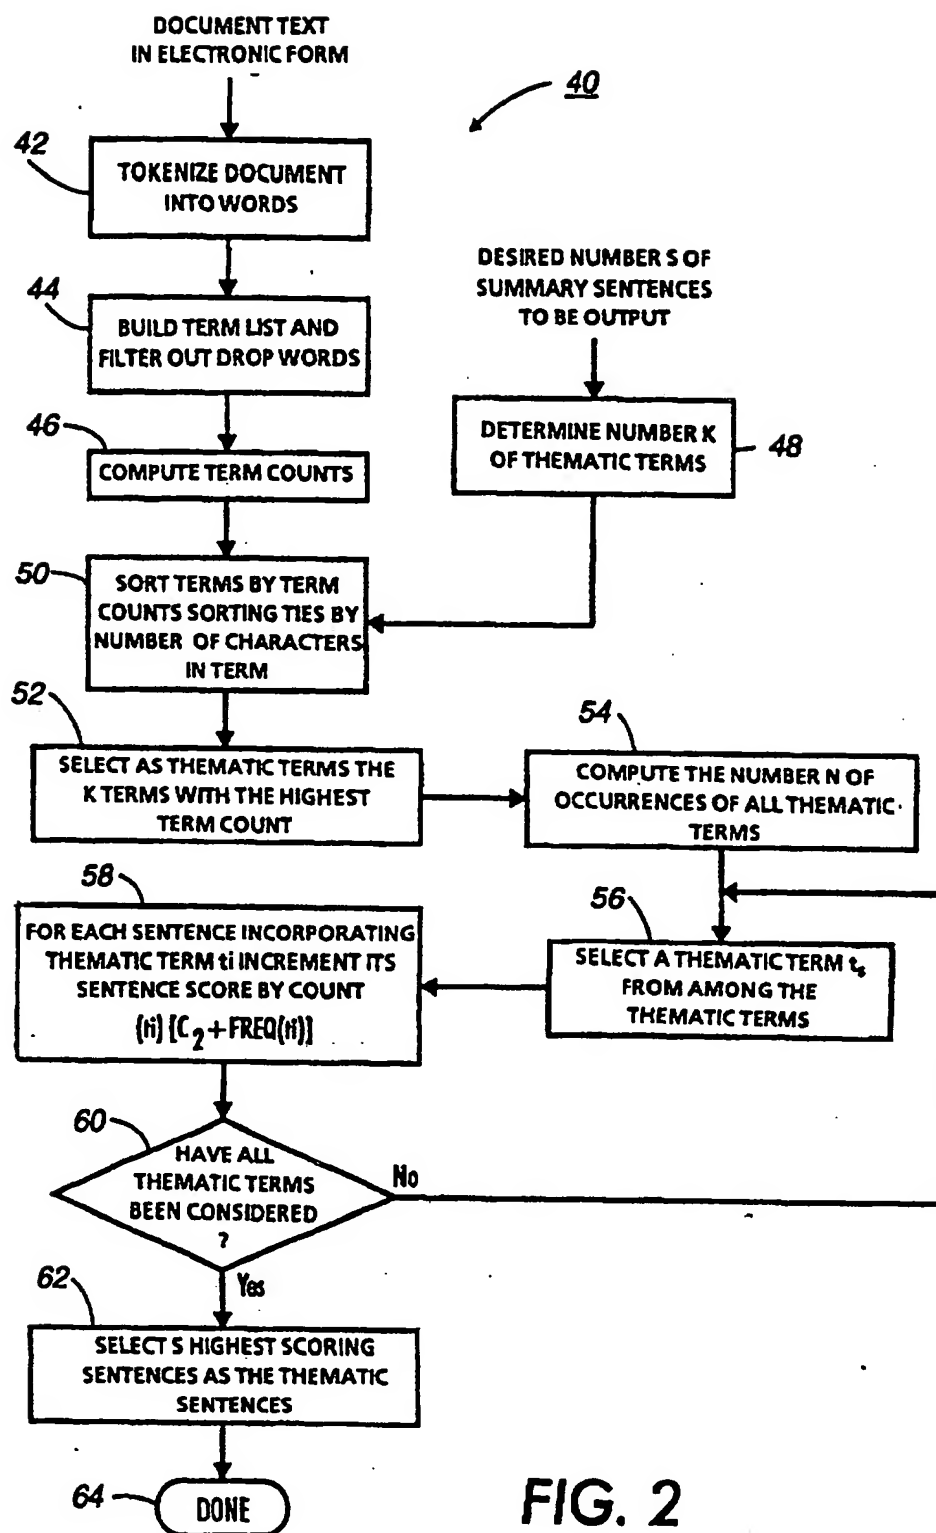 DOCUMENT TEXT
IN ELECTRONIC FORM
40
42
TOKENIZE DOCUMENT
INTO WORDS
DESIRED NUMBER S OF
SUMMARY SENTENCES
TO BE OUTPUT
44
BUILD TERM LIST AND
FILTER OUT DROP WORDS
46
COMPUTE TERM COUNTS
DETERMINE NUMBER K
OF THEMATIC TERMS
48
50
SORT TERMS BY TERM
COUNTS SORTING TIES BY
NUMBER OF CHARACTERS
IN TERM
52
SELECT AS THEMATIC TERMS THE
K TERMS WITH THE HIGHEST
TERM COUNT
54
COMPUTE THE NUMBER N OF
OCCURRENCES OF ALL THEMATIC
TERMS
56
SELECT A THEMATIC TERM ts
FROM AMONG THE
THEMATIC TERMS
58
FOR EACH SENTENCE INCORPORATING
THEMATIC TERM ti INCREMENT ITS
SENTENCE SCORE BY COUNT
{ti} [C2+FREQ(ti)]
60
HAVE ALL
THEMATIC TERMS
BEEN CONSIDERED
?
No
Yes
62
SELECT S HIGHEST SCORING
SENTENCES AS THE THEMATIC
SENTENCES
64
DONE
FIG. 2